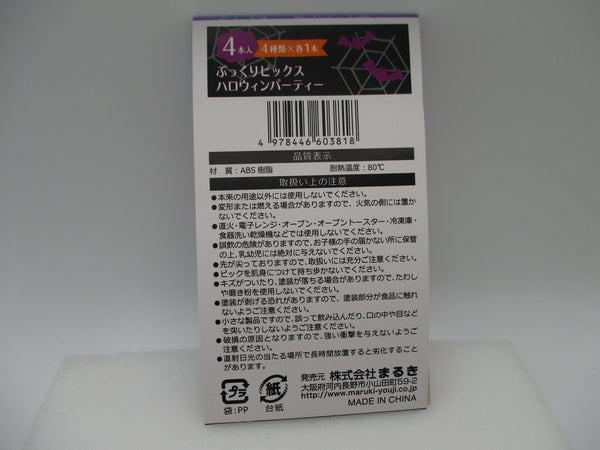 4本入 4種類×各1本
ぷっくりピックス
ハロウィンパーティー
4 978446 603818
品質表示
材 質：ABS樹脂 耐熱温度：80℃
取扱い上の注意
●本来の用途以外には使用しないでください。
●変形または燃える場合がありますので、火気の側には置か
ないでください。
●直火・電子レンジ・オーブン・オーブントースター・冷凍庫・
食器洗い乾燥機などでは使用しないでください。
●誤飲の危険がありますので、お子様の手の届かない所に保管
の上、乳幼児には絶対に与えないでください。
●先が尖っておりますので、取扱いには充分ご注意ください。
●ピックを肌身につけて持ち歩かないでください。
●キズがついたり、塗装が落ちる場合がありますので、たわし
や磨き粉を使用しないでください。
●塗装が剥げる恐れがありますので、塗装部分が食品に触れ
ないようご注意ください。
●小さな製品ですので、誤って飲み込んだり、口の中や目など
を突いたりしないようご注意ください。
●破損の原因となりますので、強い衝撃を与えないようご
注意ください。
●直射日光の当たる場所で長時間放置すると劣化すること
があります。
プラ
袋：PP
紙
台紙
発売元 株式会社まるき
大阪府河内長野市小山田町59-2
http://www.maruki-youji.co.jp
MADE IN CHINA